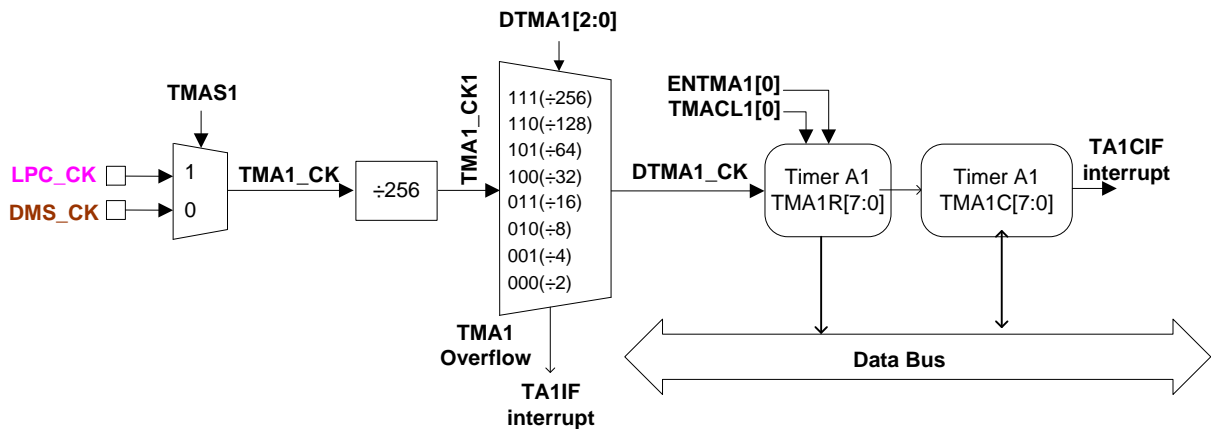 DTMA1[2:0]
TMAS1
LPC_CK
DMS_CK
1
0
TMA1_CK
÷256
TMA1_CK1
111(÷256)
110(÷128)
101(÷64)
100(÷32)
011(÷16)
010(÷8)
001(÷4)
000(÷2)
TMA1
Overflow
TA1IF
interrupt
DTMA1_CK
ENTMA1[0]
TMACL1[0]
Timer A1
TMA1R[7:0]
Timer A1
TMA1C[7:0]
TA1CIF
interrupt
Data Bus